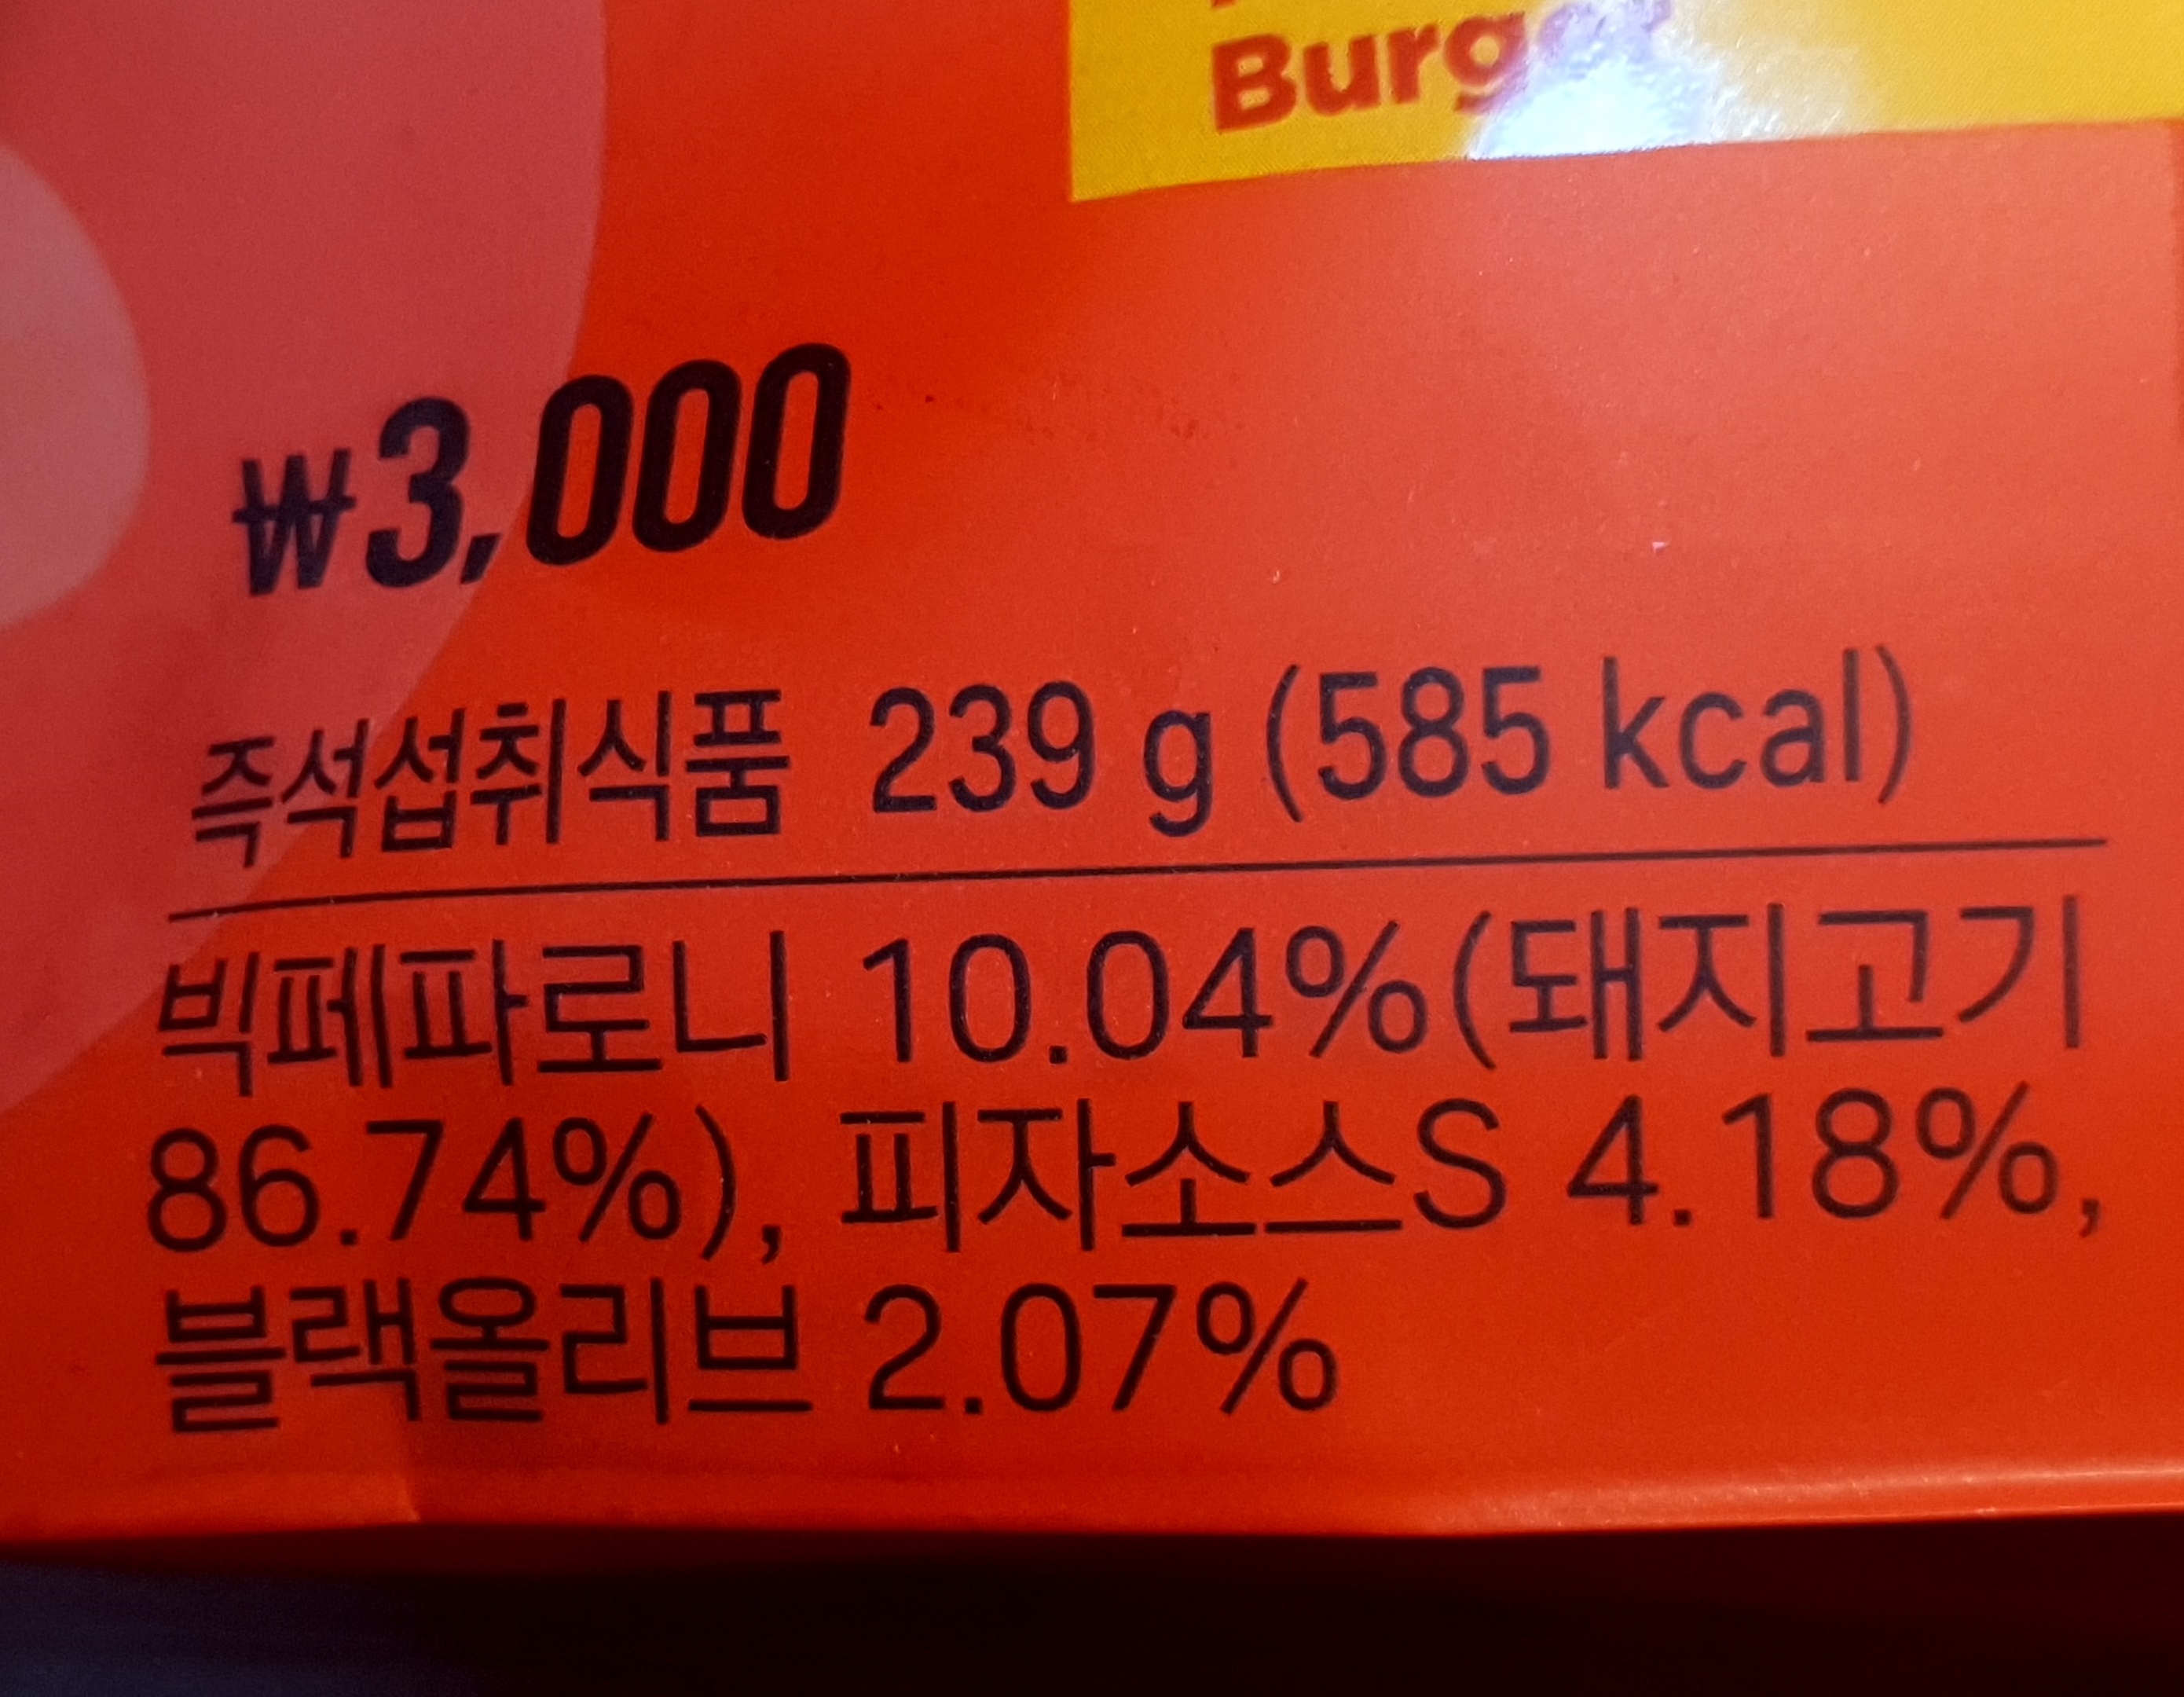 Burger
₩3,000
즉석섭취식품 239 g (585 kcal)
빅페파로니 10.04%(돼지고기
86.74%), 피자소스S 4.18%,
블랙올리브 2.07%